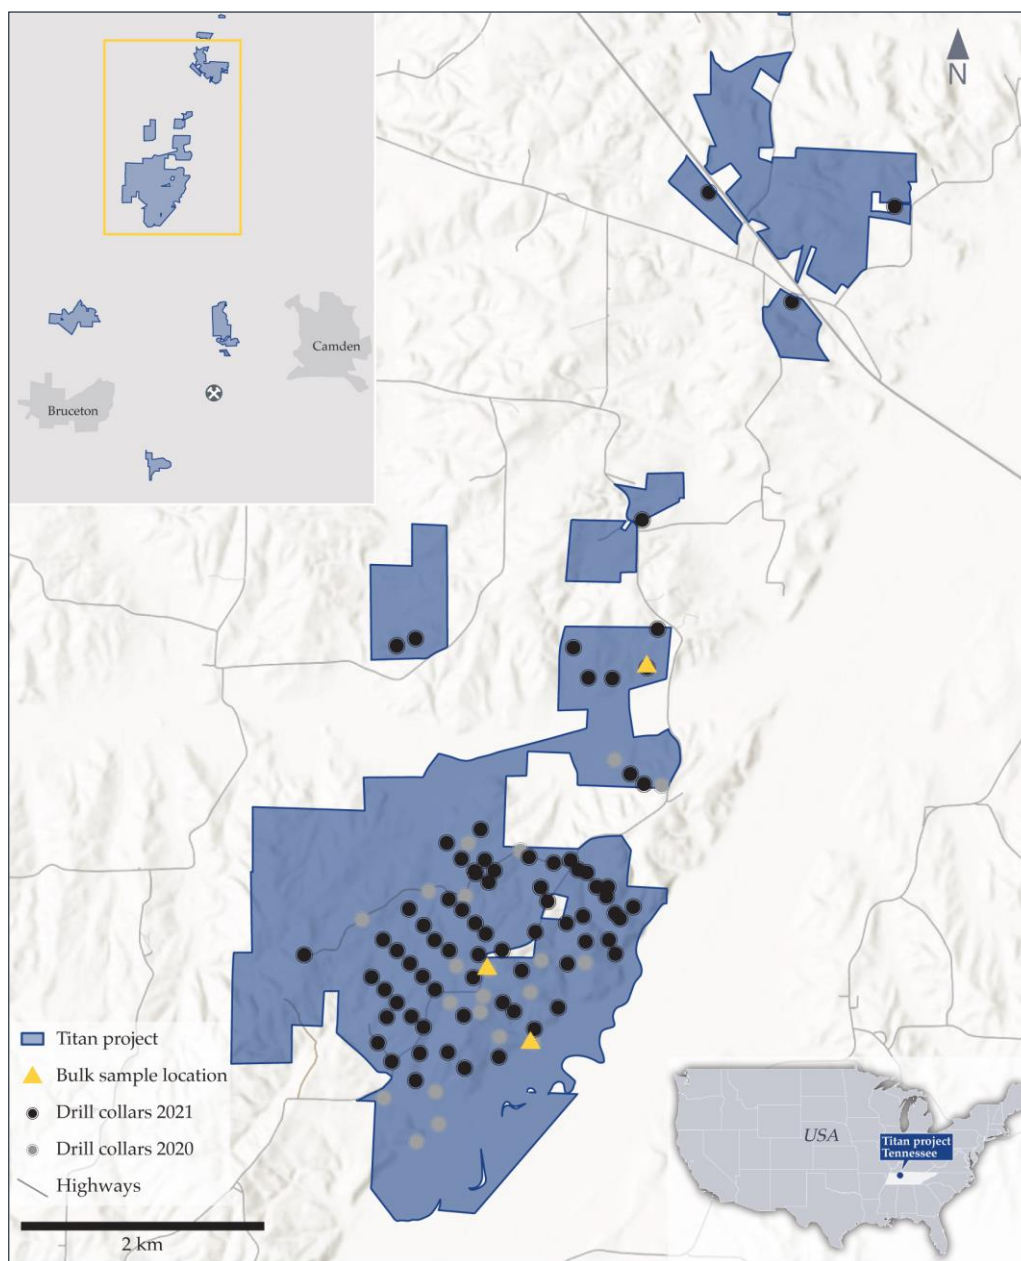 N
Camden
Bruceton
Titan project
Bulk sample location
Drill collars 2021
Drill collars 2020
Highways
2 km
USA
Titan project
Tennessee